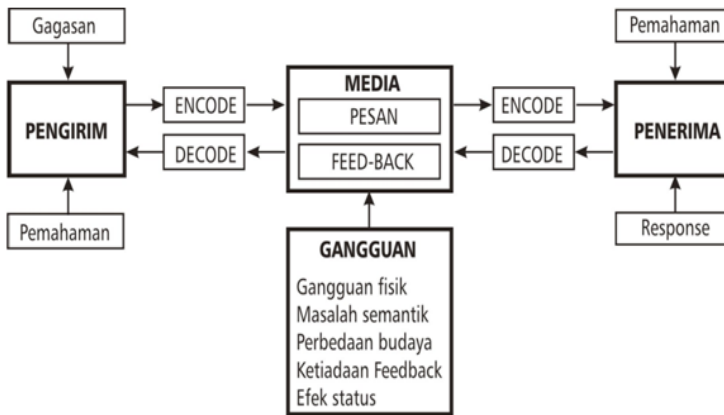 Gagasan
Pemahaman
PENGIRIM
ENCODE
DECODE
MEDIA
PESAN
FEED-BACK
ENCODE
DECODE
PENERIMA
Pemahaman
Response
GANGGUAN
Gangguan fisik
Masalah semantik
Perbedaan budaya
Ketiadaan Feedback
Efek status